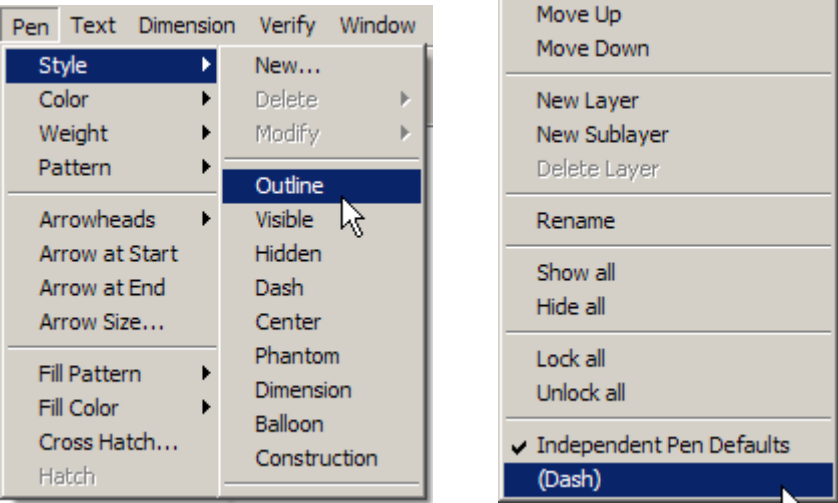 Pen Text Dimension Verify Window
Style
Color
Weight
Pattern
Arrowheads
Arrow at Start
Arrow at End
Arrow Size...
Fill Pattern
Fill Color
Cross Hatch...
Hatch
New...
Delete
Modify
Outline
Visible
Hidden
Dash
Center
Phantom
Dimension
Balloon
Construction
Move Up
Move Down
New Layer
New Sublayer
Delete Layer
Rename
Show all
Hide all
Lock all
Unlock all
Independent Pen Defaults
(Dash)